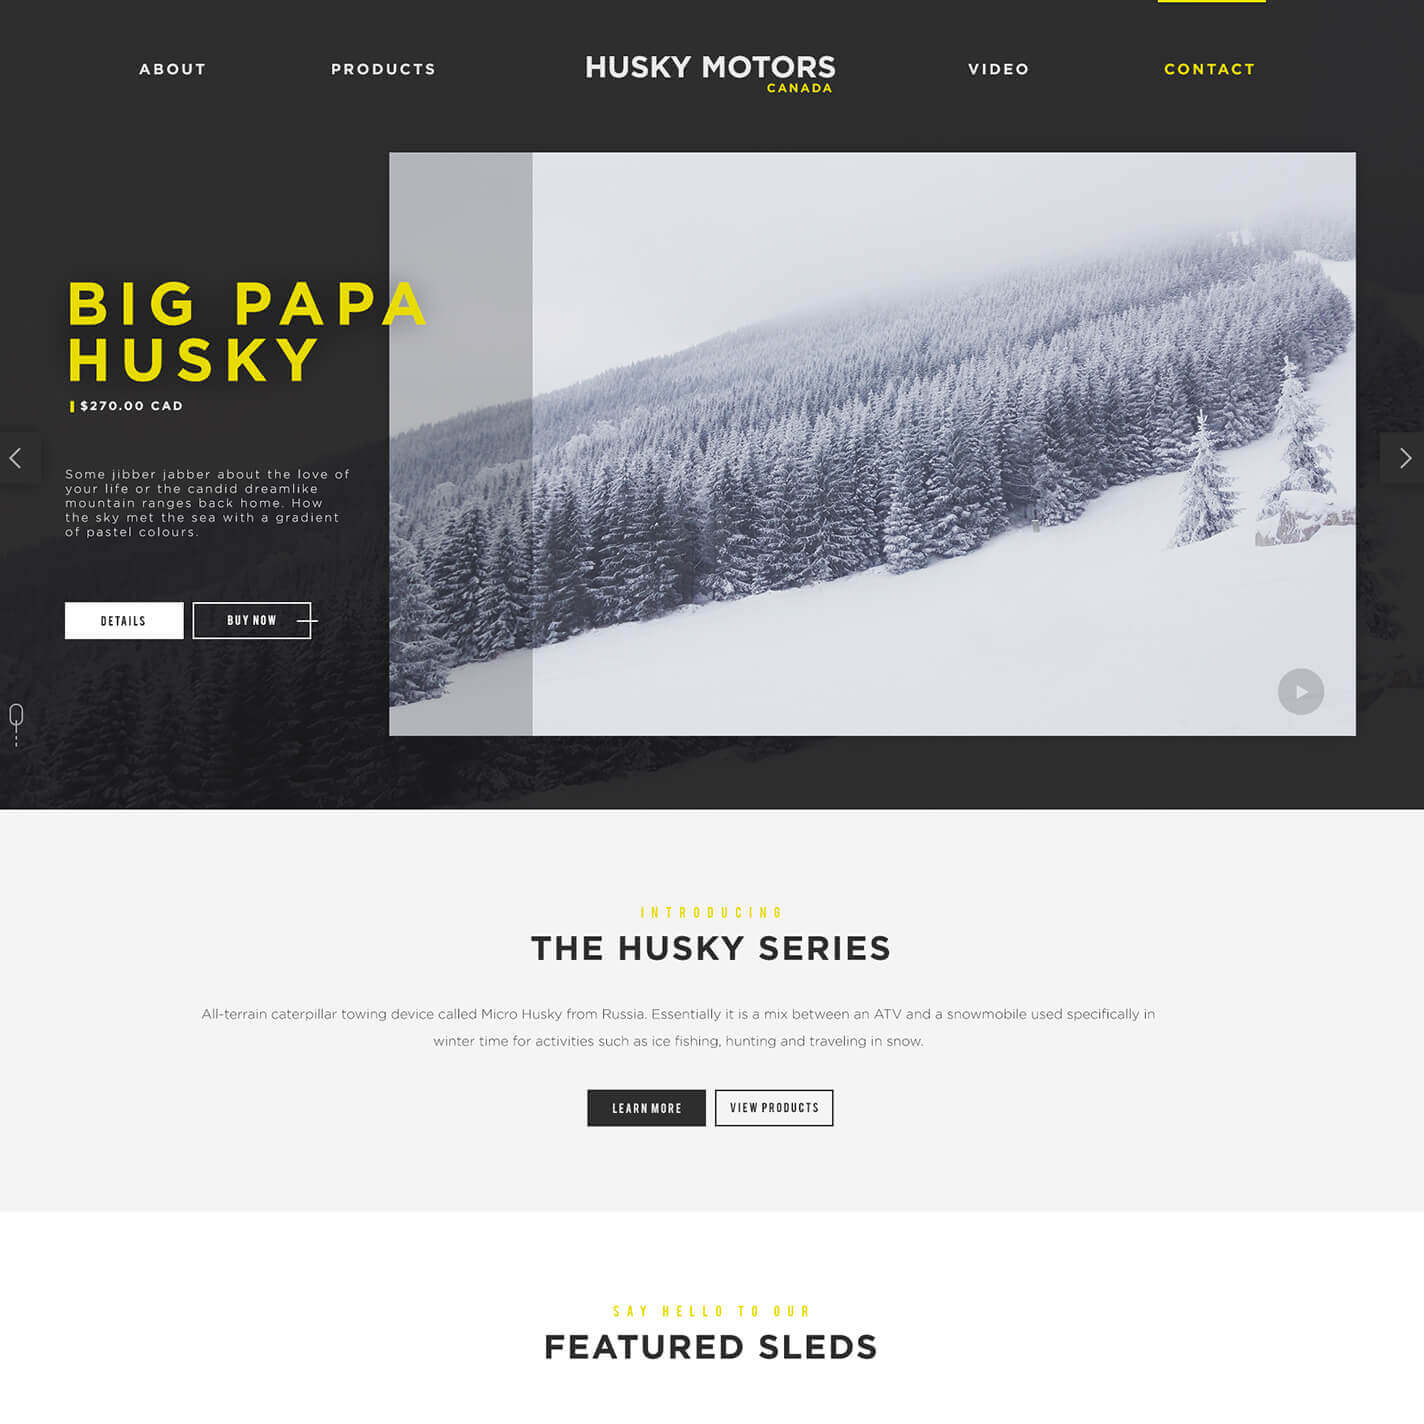 ABOUT
PRODUCTS
HUSKY MOTORS
CANADA
VIDEO
CONTACT
BIG PAPA
HUSKY
$270.00 CAD
Some jibber jabber about the love of
your life or the candid dreamlike
mountain ranges back home. How
the sky met the sea with a gradient
of pastel colours.
DETAILS
BUY NOW
INTRODUCING
THE HUSKY SERIES
All-terrain caterpillar towing device called Micro Husky from Russia. Essentially it is a mix between an ATV and a snowmobile used specifically in
winter time for activities such as ice fishing, hunting and traveling in snow.
LEARN MORE
VIEW PRODUCTS
SAY HELLO TO OUR
FEATURED SLEDS